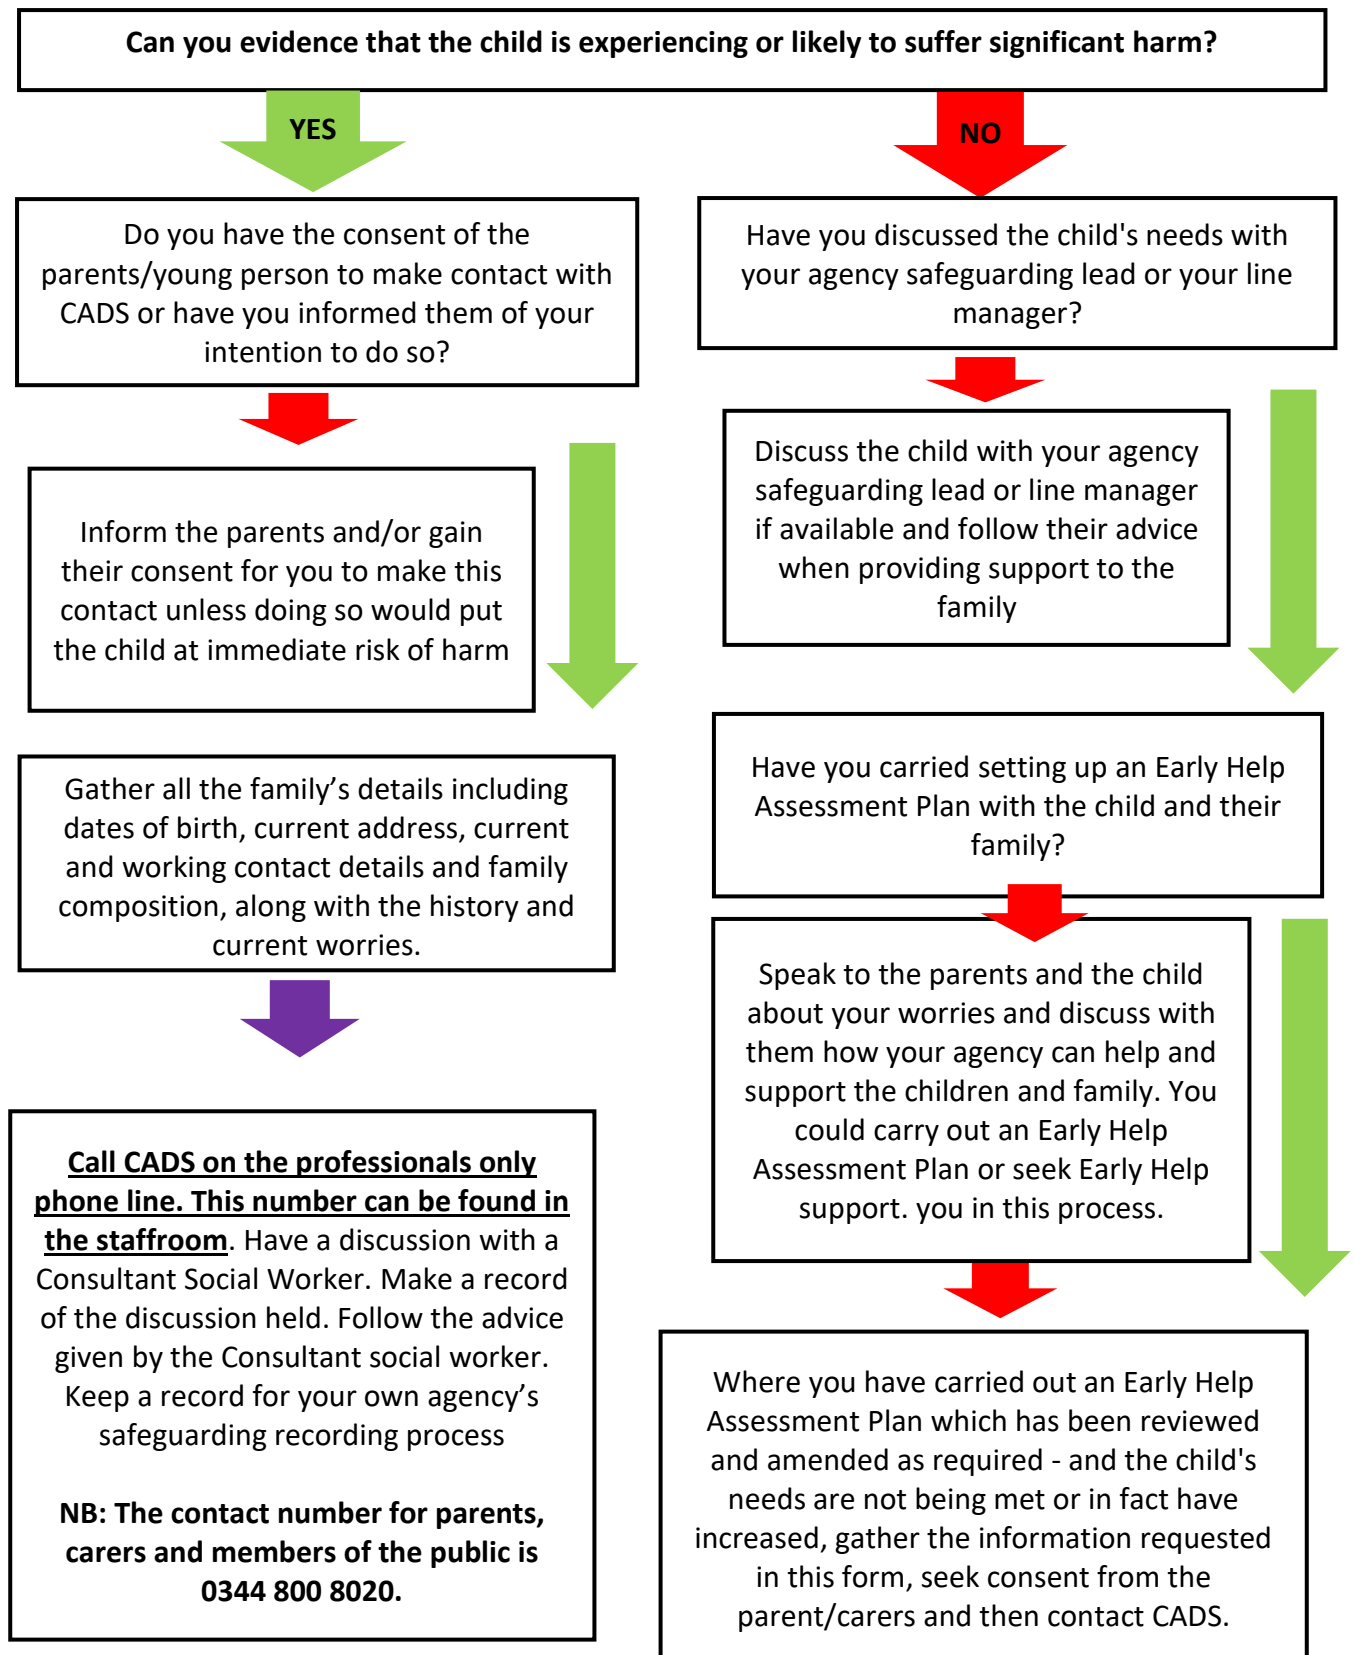 Can you evidence that the child is experiencing or likely to suffer significant harm?
YES
NO
Do you have the consent of the
parents/young person to make contact with
CADS or have you informed them of your
intention to do so?
Inform the parents and/or gain
their consent for you to make this
contact unless doing so would put
the child at immediate risk of harm
Gather all the family’s details including
dates of birth, current address, current
and working contact details and family
composition, along with the history and
current worries.
Call CADS on the professionals only
phone line. This number can be found in
the staffroom. Have a discussion with a
Consultant Social Worker. Make a record
of the discussion held. Follow the advice
given by the Consultant social worker.
Keep a record for your own agency’s
safeguarding recording process
NB: The contact number for parents,
carers and members of the public is
0344 800 8020.
Have you discussed the child's needs with
your agency safeguarding lead or your line
manager?
Discuss the child with your agency
safeguarding lead or line manager
if available and follow their advice
when providing support to the
family
Have you carried setting up an Early Help
Assessment Plan with the child and their
family?
Speak to the parents and the child
about your worries and discuss with
them how your agency can help and
support the children and family. You
could carry out an Early Help
Assessment Plan or seek Early Help
support. you in this process.
Where you have carried out an Early Help
Assessment Plan which has been reviewed
and amended as required - and the child's
needs are not being met or in fact have
increased, gather the information requested
in this form, seek consent from the
parent/carers and then contact CADS.